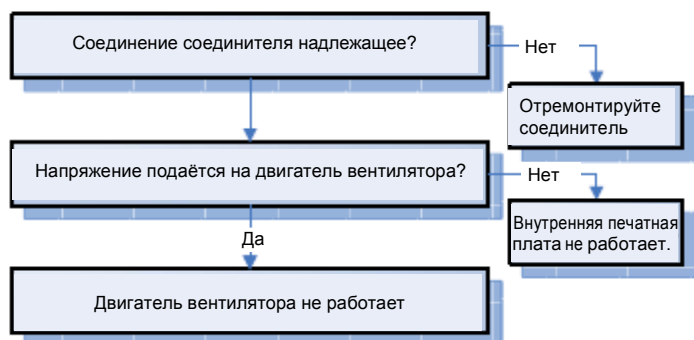 Соединение соединителя надлежащее?
Нет
Отремонтируйте
соединитель
Напряжение подаётся на двигатель вентилятора?
Нет
Внутренняя печатная
плата не работает.
Да
Двигатель вентилятора не работает